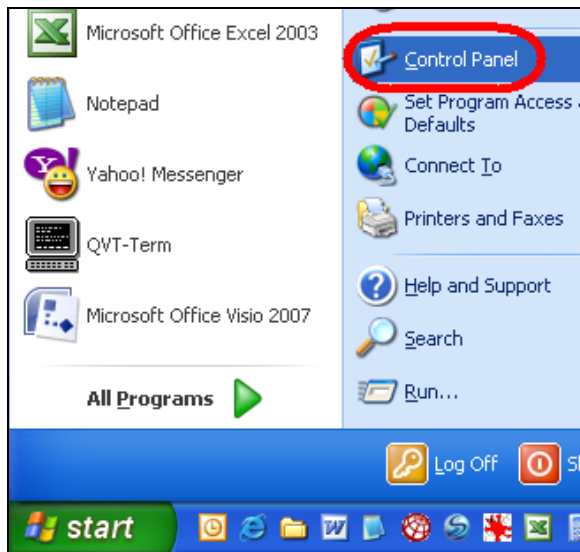 Microsoft Office Excel 2003
Notepad
Yahoo! Messenger
QVT-Term
Microsoft Office Visio 2007
All Programs
Control Panel
Set Program Access
Defaults
Connect To
Printers and Faxes
Help and Support
Search
Run...
Log Off
start